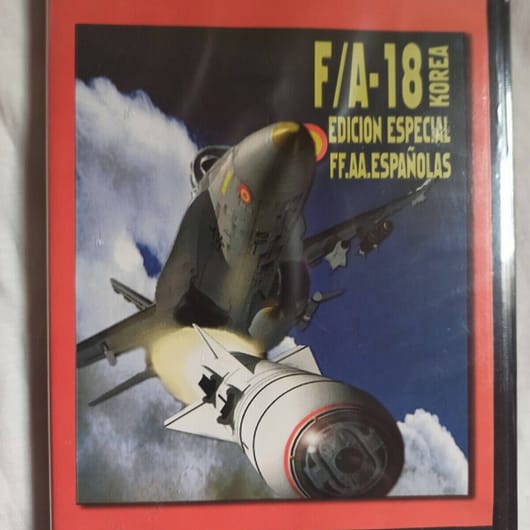 F/A-18
KOREA
EDICION ESPECIAL
FF.AA.ESPAÑOLAS